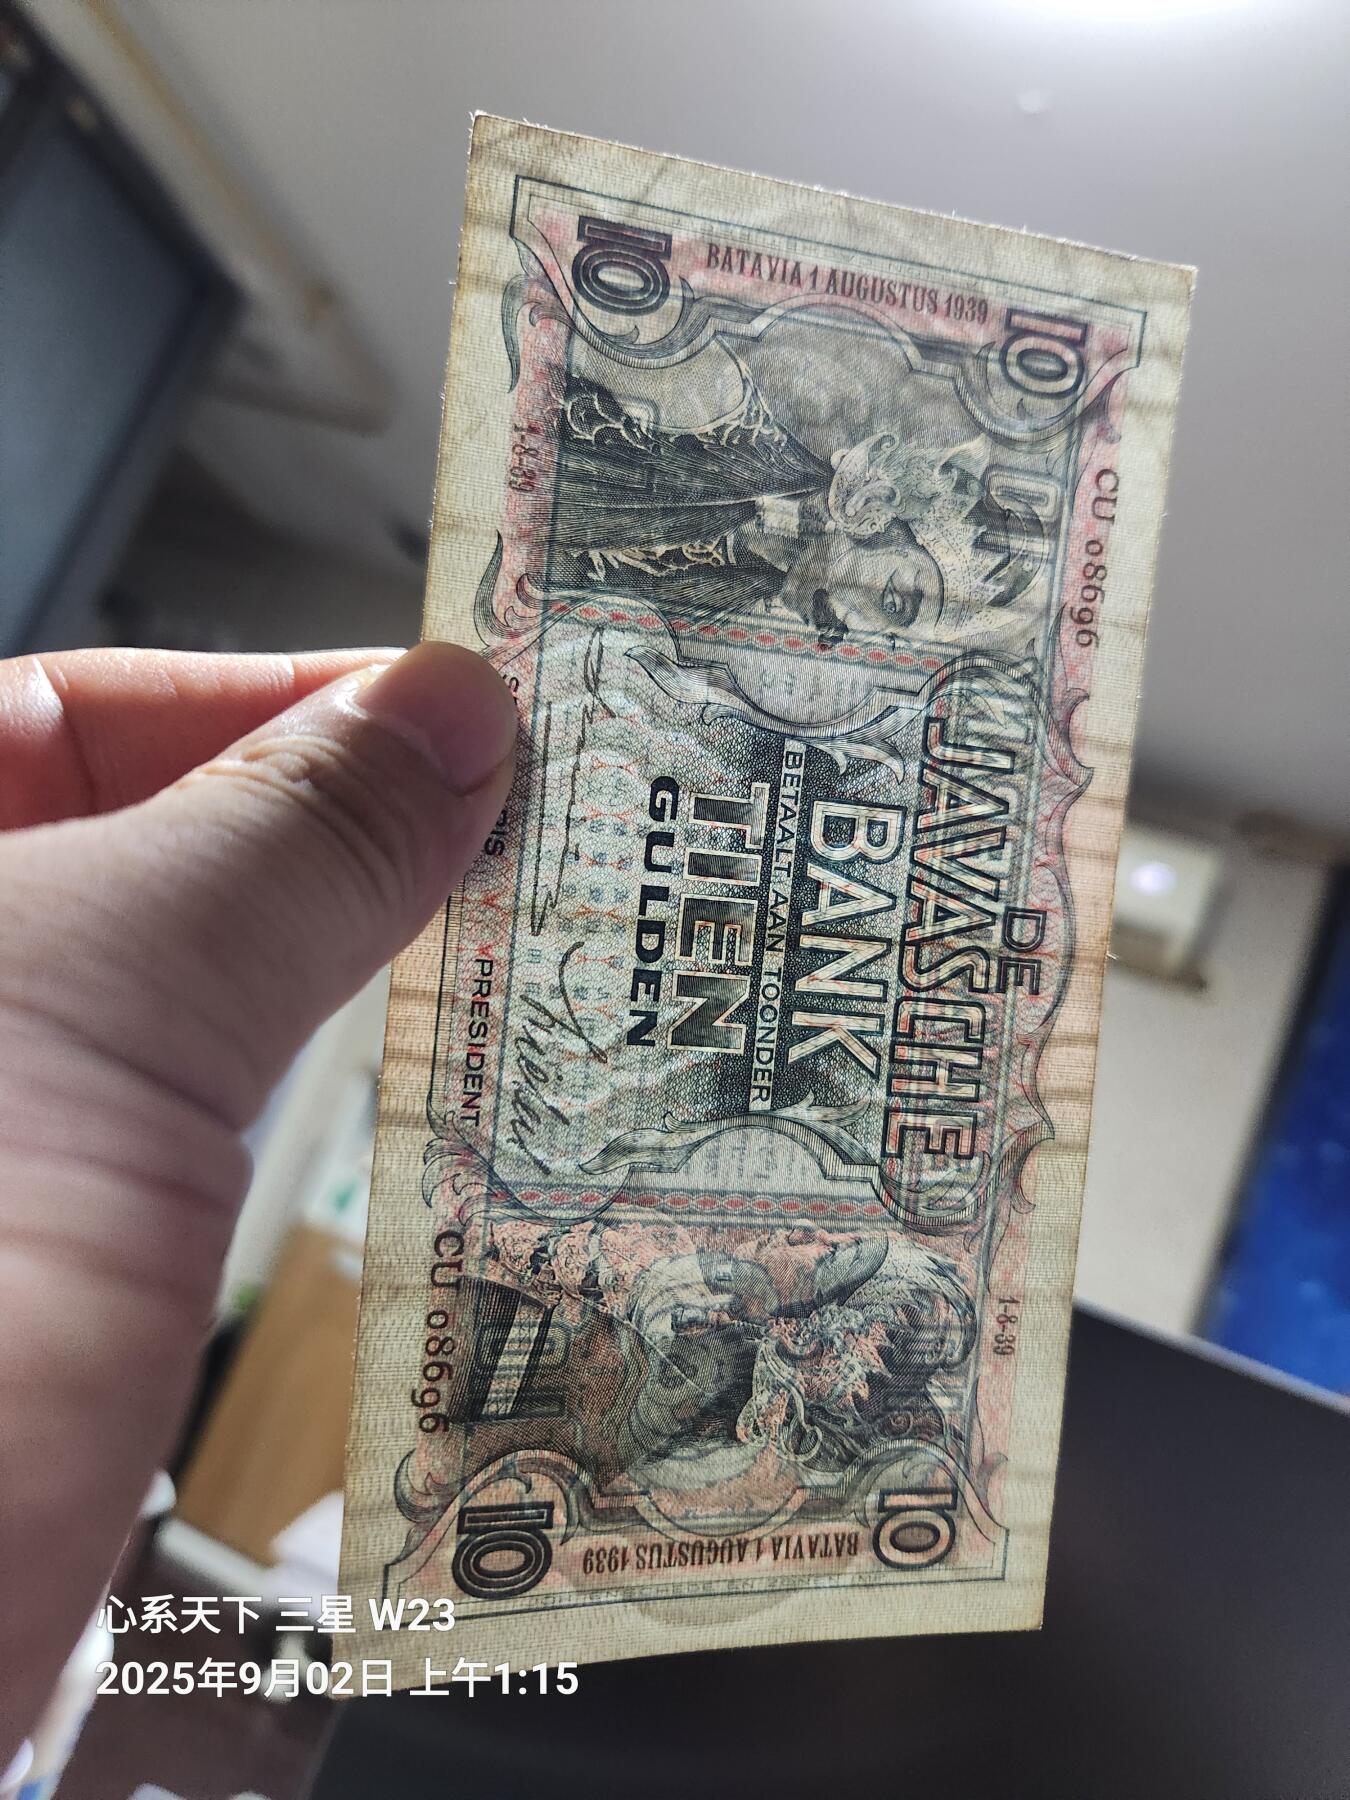 DE
JAVASCHE
BANK
BETAALT AAN TOONDER
TIEN
GULDEN
BATAVIA 1 AUGUSTUS 1939
10
10
CU 08696
1-8-39
1-8-39
PRESIDENT
CU 08696
10
10
BATAVIA 1 AUGUSTUS 1939
心系天下 三星 W23
2025年9月02日 上午1:15